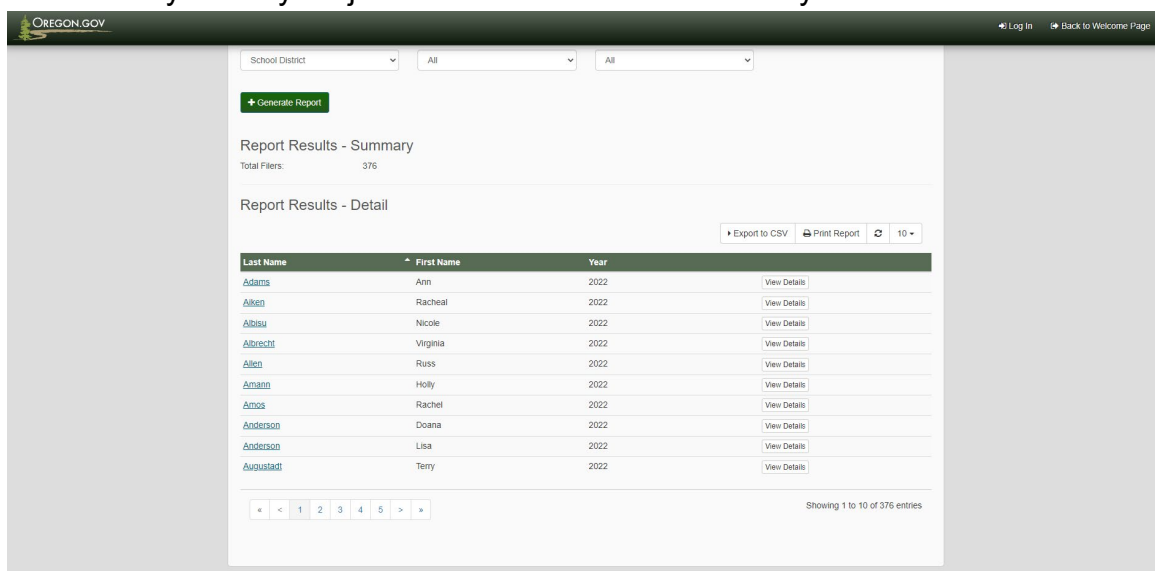 OREGON.GOV
Log In Back to Welcome Page
School District All All
+ Generate Report
Report Results - Summary
Total Filers: 376
Report Results - Detail
Export to CSV Print Report 10
Last Name First Name Year
Adams Ann 2022 View Details
Aiken Racheal 2022 View Details
Albisu Nicole 2022 View Details
Albrecht Virginia 2022 View Details
Allen Russ 2022 View Details
Amann Holly 2022 View Details
Amos Rachel 2022 View Details
Anderson Doana 2022 View Details
Anderson Lisa 2022 View Details
Augustadt Terry 2022 View Details
« < 1 2 3 4 5 > »
Showing 1 to 10 of 376 entries